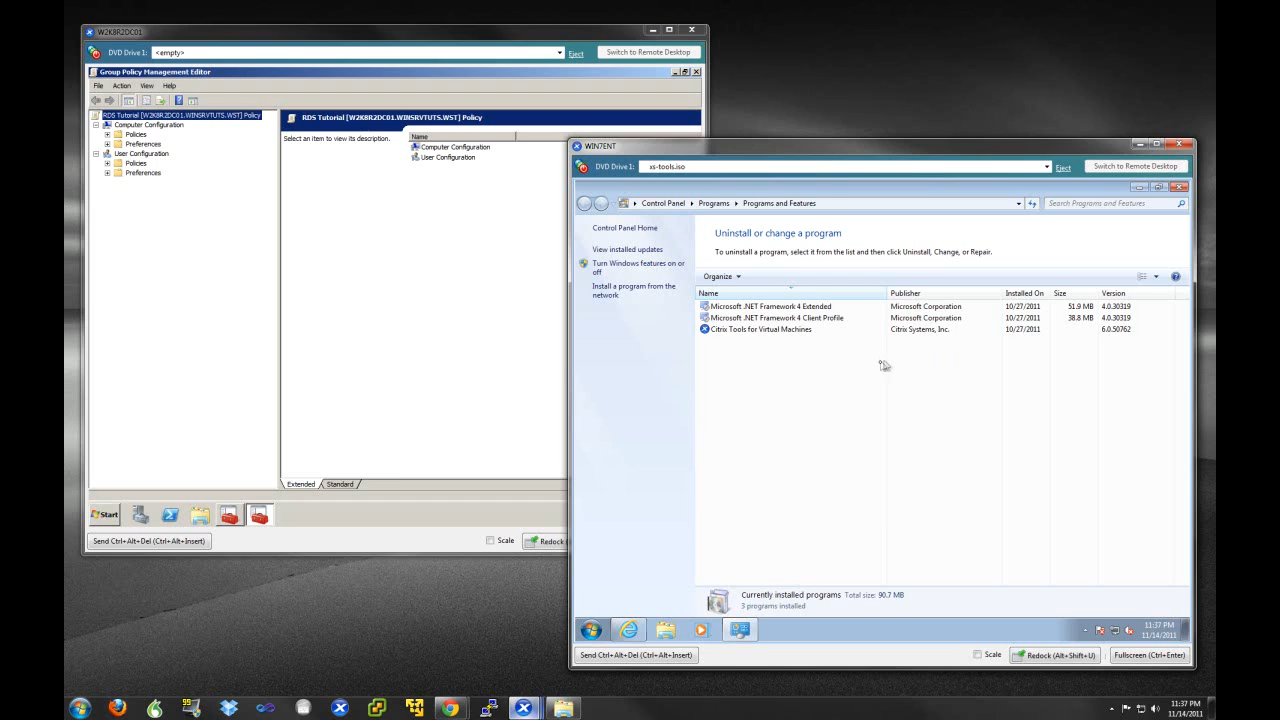 W2K8R2DC01
DVD Drive 1: <empty> Eject Switch to Remote Desktop
Group Policy Management Editor
File Action View Help
RDS Tutorial [W2K8R2DC01.WINSRVTUTS.WST] Policy
Computer Configuration
Policies
Preferences
User Configuration
Policies
Preferences
RDS Tutorial [W2K8R2DC01.WINSRVTUTS.WST] Policy
Select an item to view its description.
Name
Computer Configuration
User Configuration
Extended Standard
Start
Send Ctrl+Alt+Del (Ctrl+Alt+Insert) Scale Redock
WIN7ENT
DVD Drive 1: xs-tools.iso Eject Switch to Remote Desktop
Control Panel Programs Programs and Features Search Programs and Features
Control Panel Home
View installed updates
Turn Windows features on or
off
Install a program from the
network
Uninstall or change a program
To uninstall a program, select it from the list and then click Uninstall, Change, or Repair.
Organize
Name Publisher Installed On Size Version
Microsoft .NET Framework 4 Extended Microsoft Corporation 10/27/2011 51.9 MB 4.0.30319
Microsoft .NET Framework 4 Client Profile Microsoft Corporation 10/27/2011 38.8 MB 4.0.30319
Citrix Tools for Virtual Machines Citrix Systems, Inc. 10/27/2011 6.0.50762
Currently installed programs Total size: 90.7 MB
3 programs installed
11:37 PM
11/14/2011
Send Ctrl+Alt+Del (Ctrl+Alt+Insert) Scale Redock (Alt+Shift+U) Fullscreen (Ctrl+Enter)
99
11:37 PM
11/14/2011